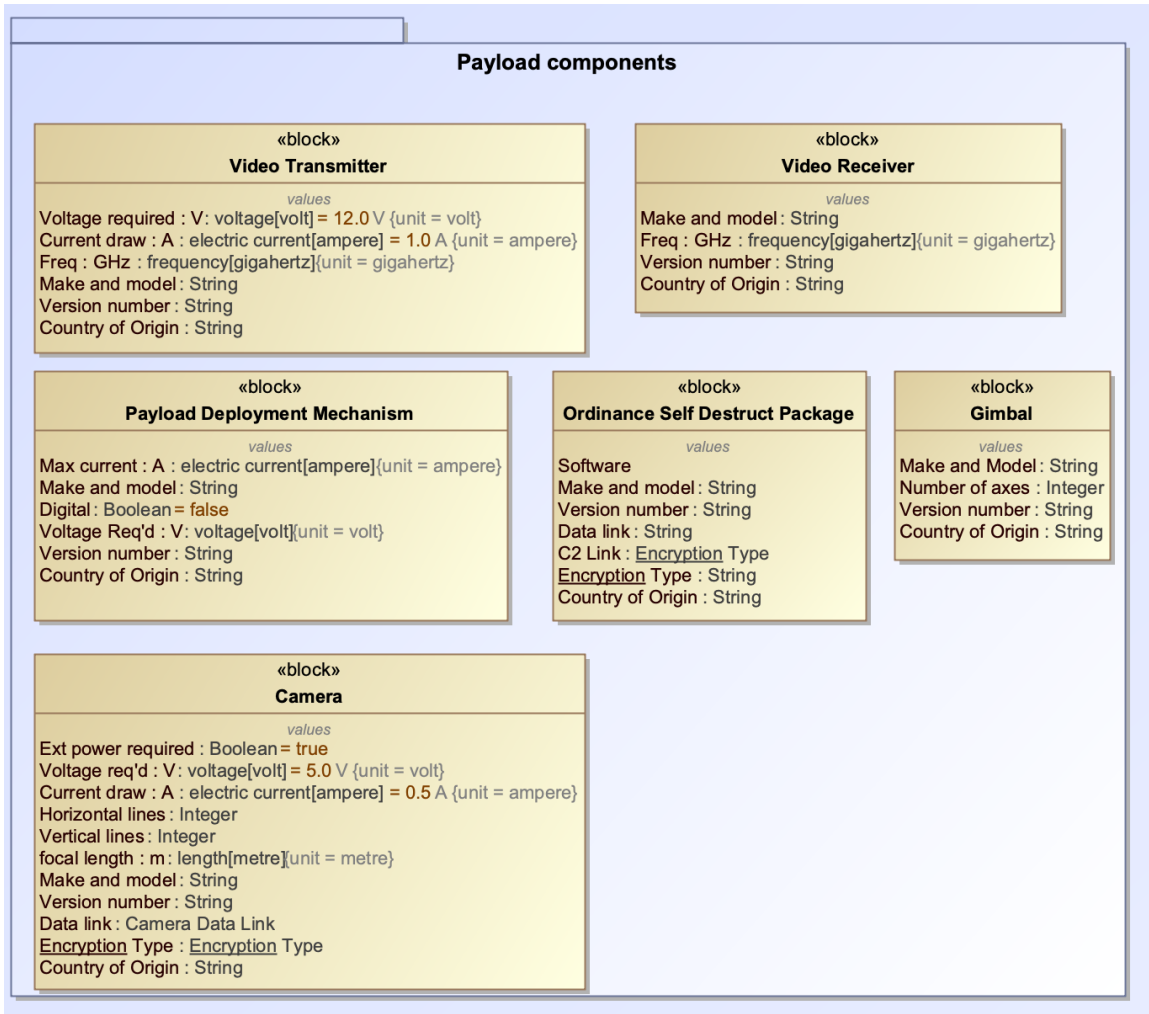 Payload components
«block»
Video Transmitter
values
Voltage required : V: voltage[volt] = 12.0 V {unit = volt}
Current draw : A : electric current[ampere] = 1.0 A {unit = ampere}
Freq : GHz : frequency[gigahertz]{unit = gigahertz}
Make and model : String
Version number : String
Country of Origin : String
«block»
Video Receiver
values
Make and model : String
Freq : GHz : frequency[gigahertz]{unit = gigahertz}
Version number : String
Country of Origin : String
«block»
Payload Deployment Mechanism
values
Max current : A : electric current[ampere]{unit = ampere}
Make and model : String
Digital : Boolean = false
Voltage Req'd : V: voltage[volt]{unit = volt}
Version number : String
Country of Origin : String
«block»
Ordinance Self Destruct Package
values
Software
Make and model : String
Version number : String
Data link : String
C2 Link : Encryption Type
Encryption Type : String
Country of Origin : String
«block»
Gimbal
values
Make and Model : String
Number of axes : Integer
Version number : String
Country of Origin : String
«block»
Camera
values
Ext power required : Boolean = true
Voltage req'd : V: voltage[volt] = 5.0 V {unit = volt}
Current draw : A : electric current[ampere] = 0.5 A {unit = ampere}
Horizontal lines : Integer
Vertical lines : Integer
focal length : m : length[metre]{unit = metre}
Make and model : String
Version number : String
Data link : Camera Data Link
Encryption Type : Encryption Type
Country of Origin : String